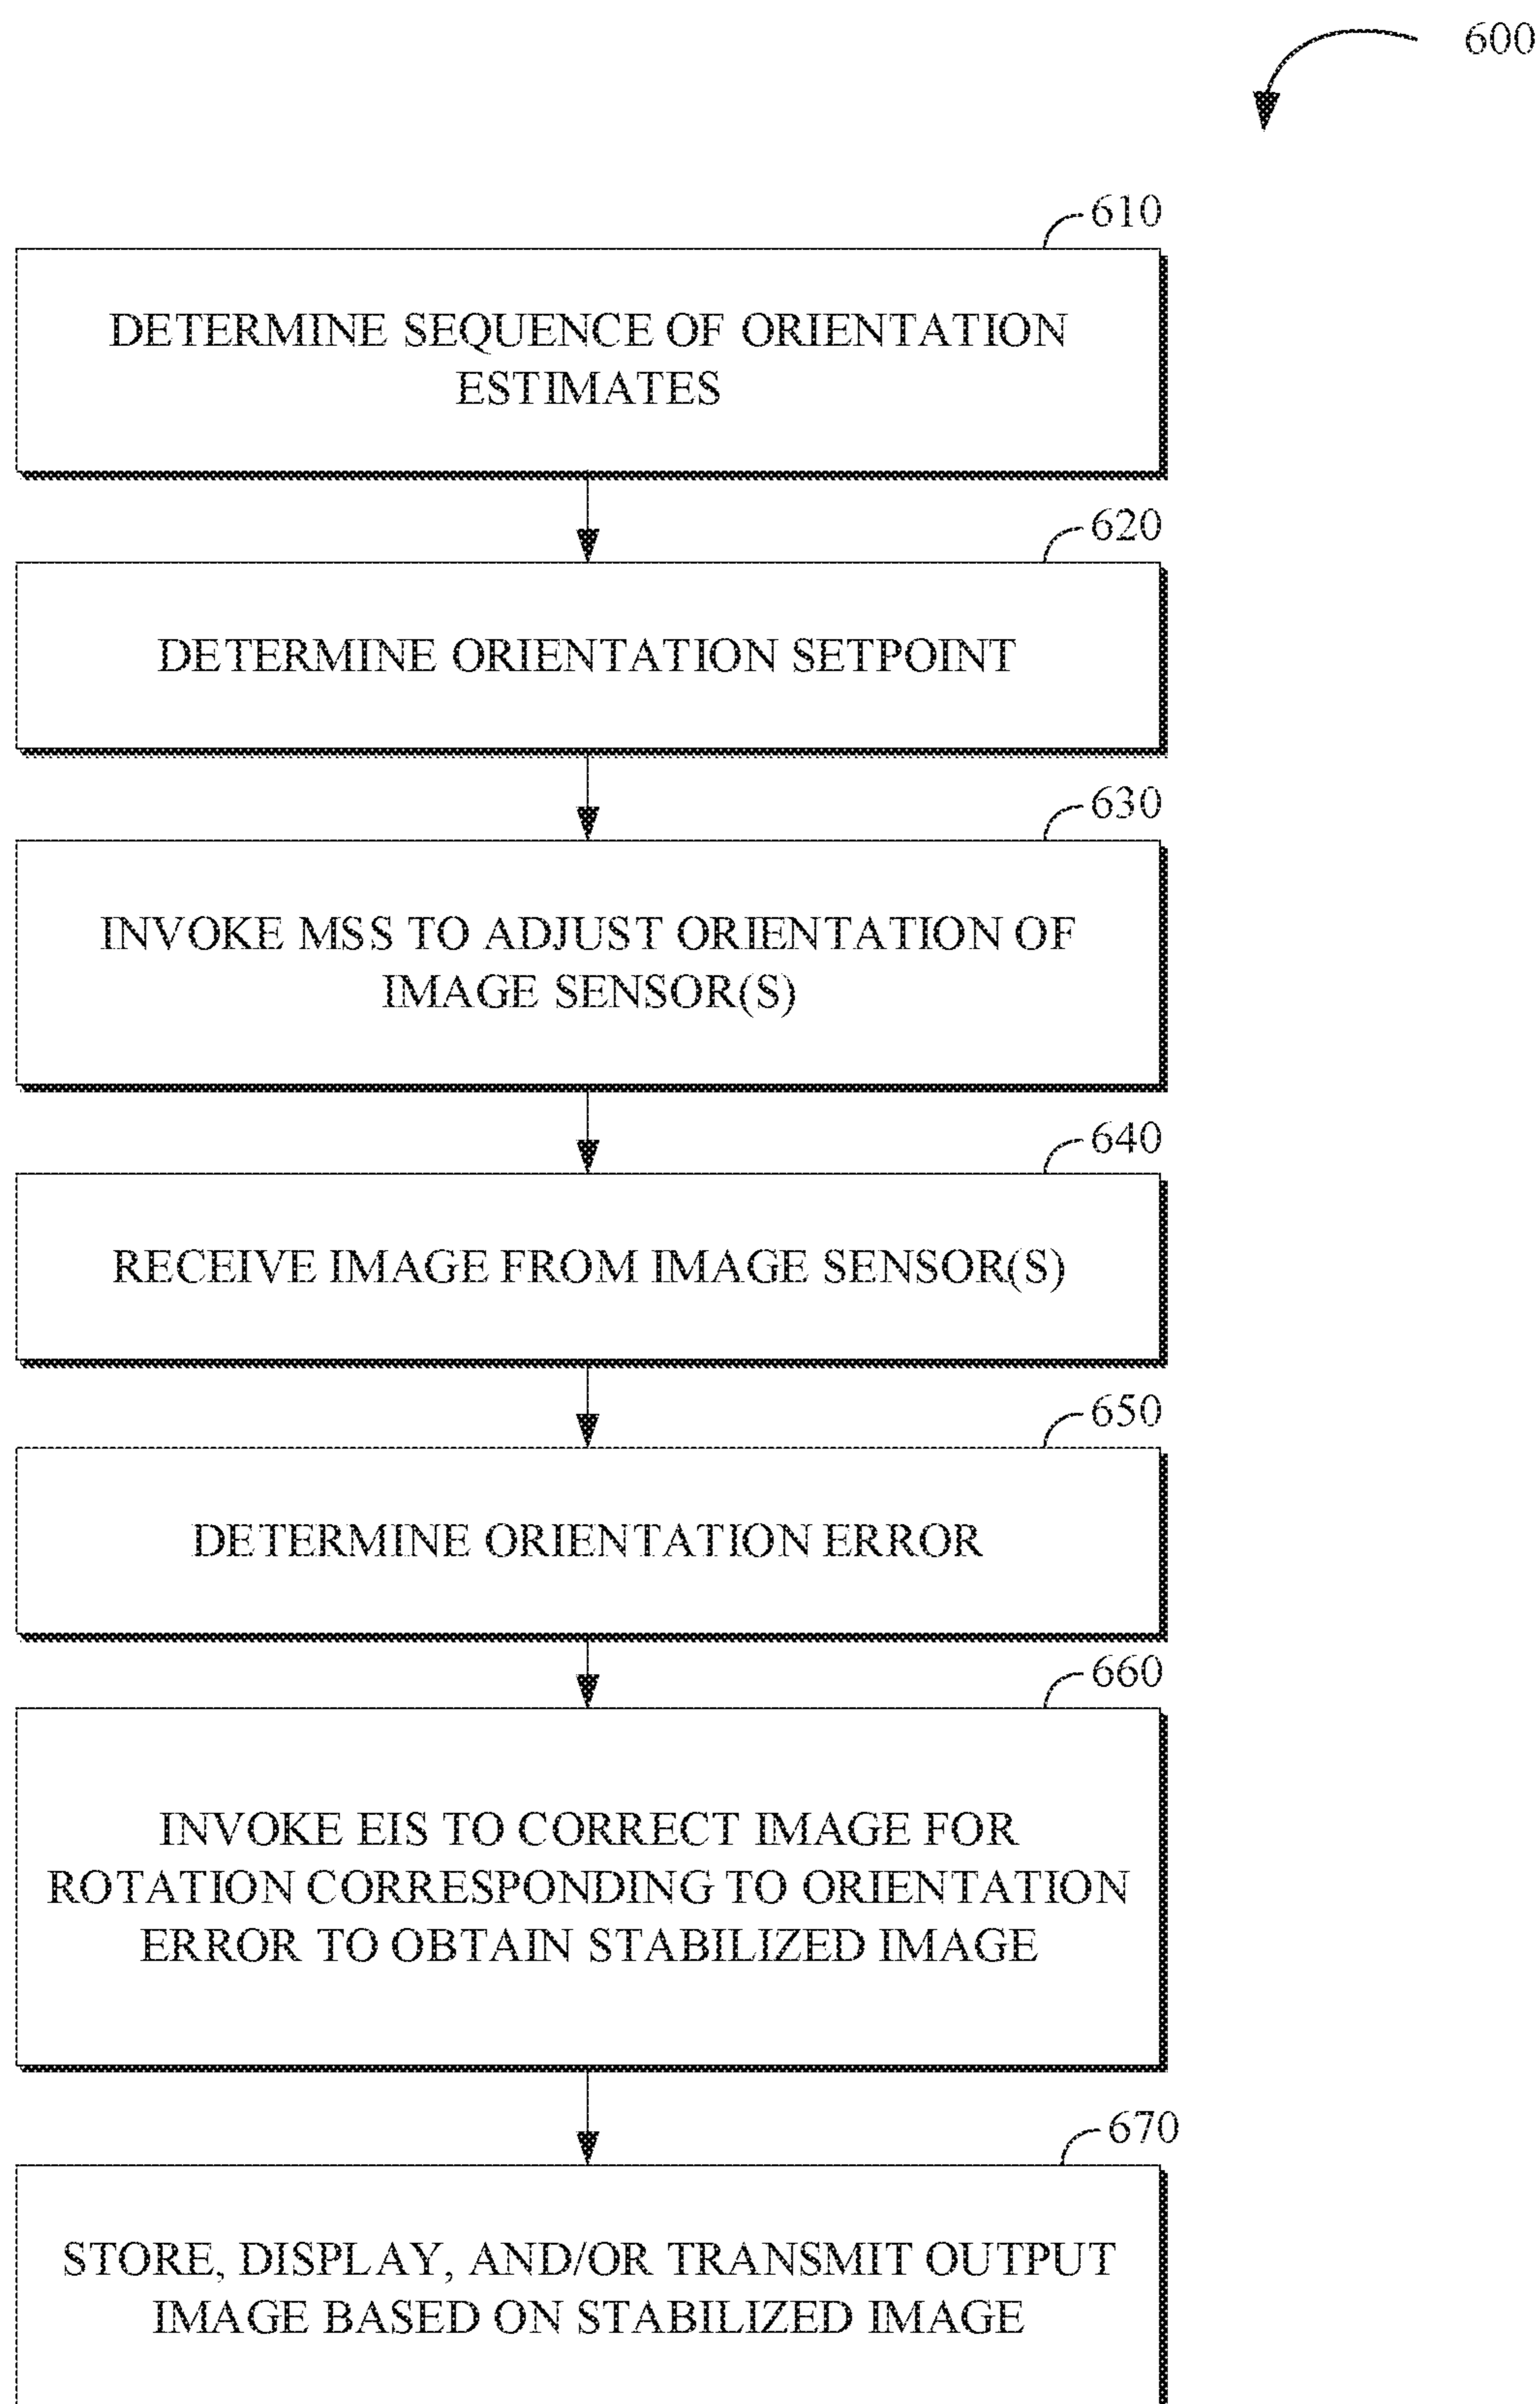 600
610
DETERMINE SEQUENCE OF ORIENTATION
ESTIMATES
620
DETERMINE ORIENTATION SETPOINT
630
INVOKE MSS TO ADJUST ORIENTATION OF
IMAGE SENSOR(S)
640
RECEIVE IMAGE FROM IMAGE SENSOR(S)
650
DETERMINE ORIENTATION ERROR
660
INVOKE EIS TO CORRECT IMAGE FOR
ROTATION CORRESPONDING TO ORIENTATION
ERROR TO OBTAIN STABILIZED IMAGE
670
STORE, DISPLAY, AND/OR TRANSMIT OUTPUT
IMAGE BASED ON STABILIZED IMAGE